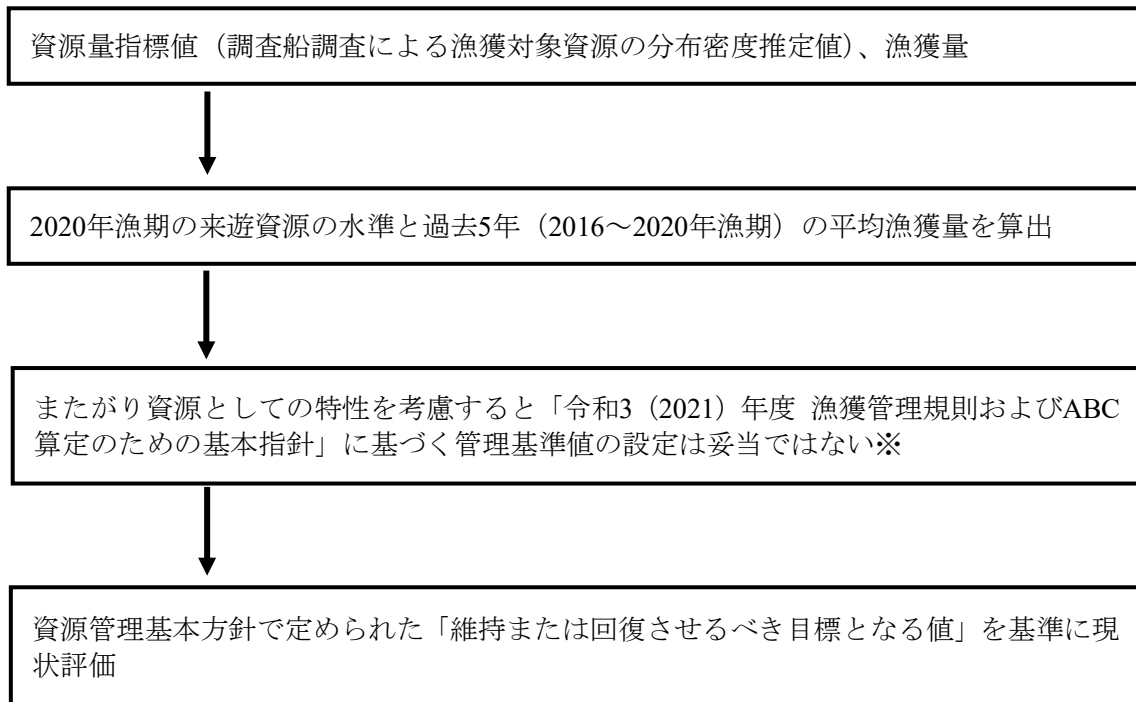 資源量指標値（調査船調査による漁獲対象資源の分布密度推定値）、漁獲量
2020年漁期の来遊資源の水準と過去5年（2016～2020年漁期）の平均漁獲量を算出
またがり資源としての特性を考慮すると「令和3（2021）年度 漁獲管理規則およびABC
算定のための基本指針」に基づく管理基準値の設定は妥当ではない※
資源管理基本方針で定められた「維持または回復させるべき目標となる値」を基準に現
状評価